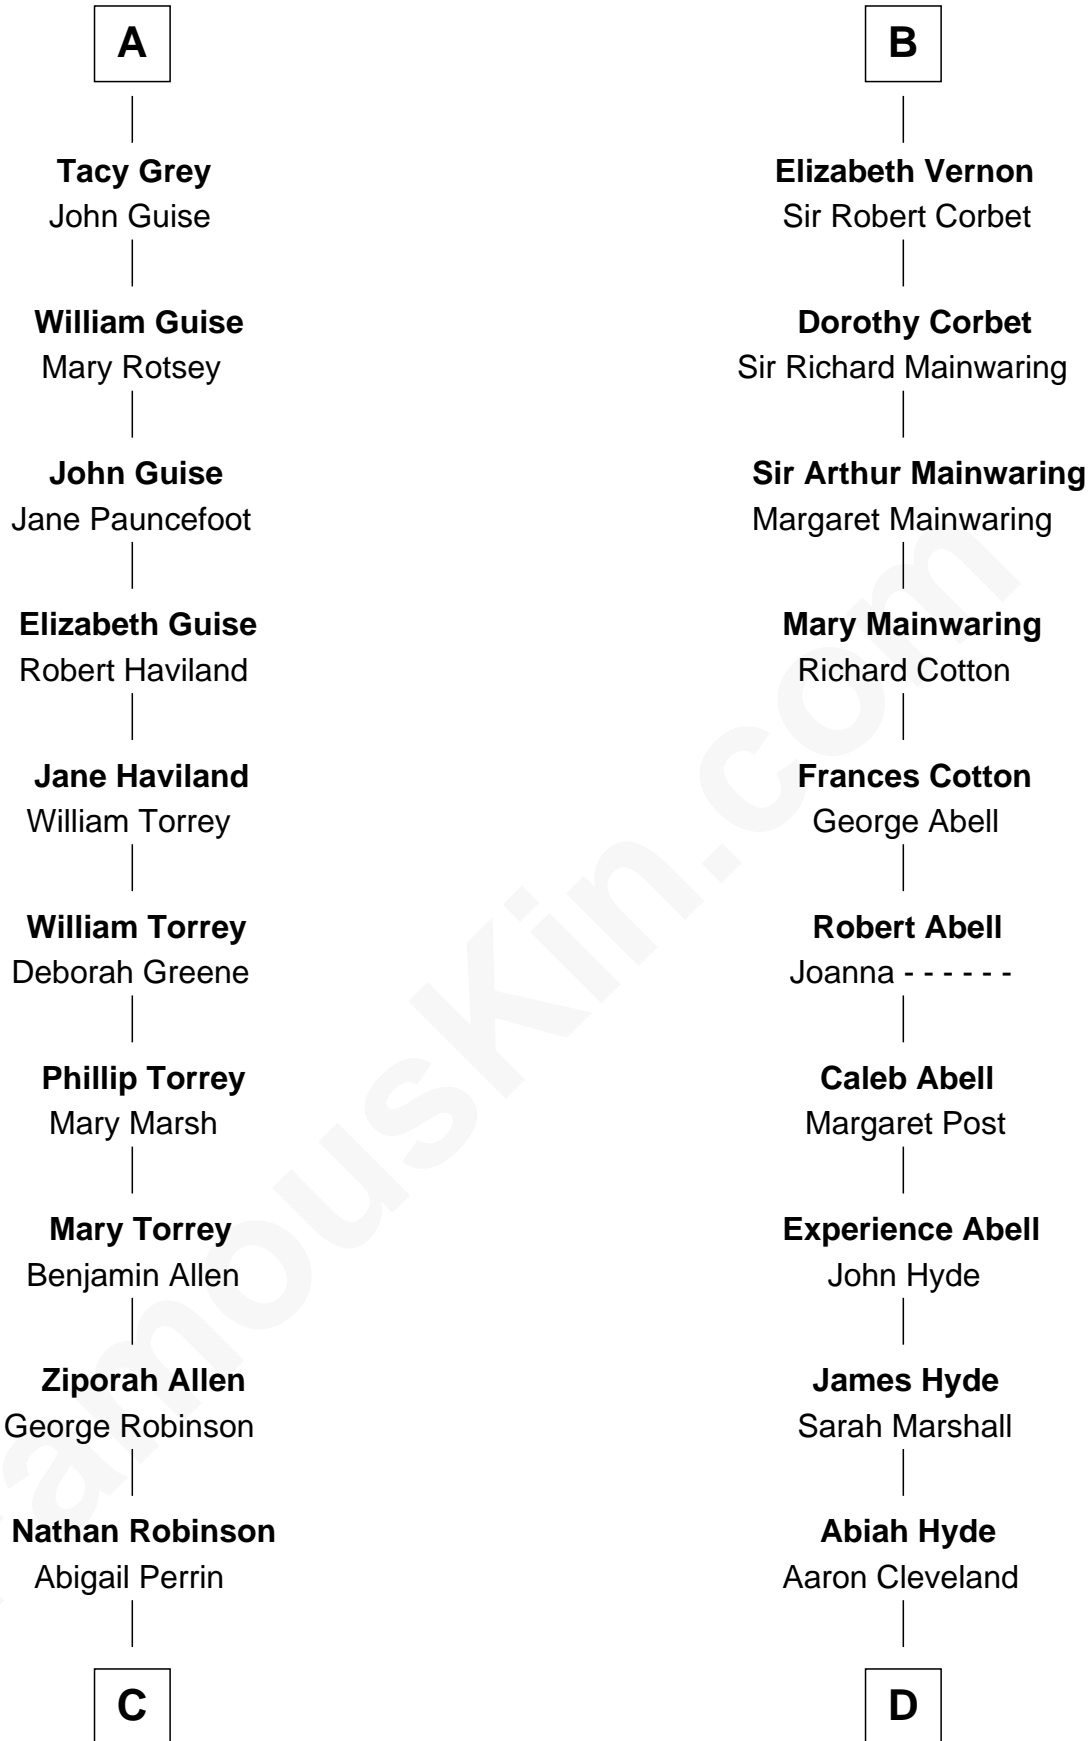 A
Tacy Grey
John Guise
William Guise
Mary Rotsey
John Guise
Jane Pauncefoot
Elizabeth Guise
Robert Haviland
Jane Haviland
William Torrey
William Torrey
Deborah Greene
Phillip Torrey
Mary Marsh
Mary Torrey
Benjamin Allen
Ziporah Allen
George Robinson
Nathan Robinson
Abigail Perrin
C
B
Elizabeth Vernon
Sir Robert Corbet
Dorothy Corbet
Sir Richard Mainwaring
Sir Arthur Mainwaring
Margaret Mainwaring
Mary Mainwaring
Richard Cotton
Frances Cotton
George Abell
Robert Abell
Joanna - - - - - -
Caleb Abell
Margaret Post
Experience Abell
John Hyde
James Hyde
Sarah Marshall
Abiah Hyde
Aaron Cleveland
D
FamousKin.com